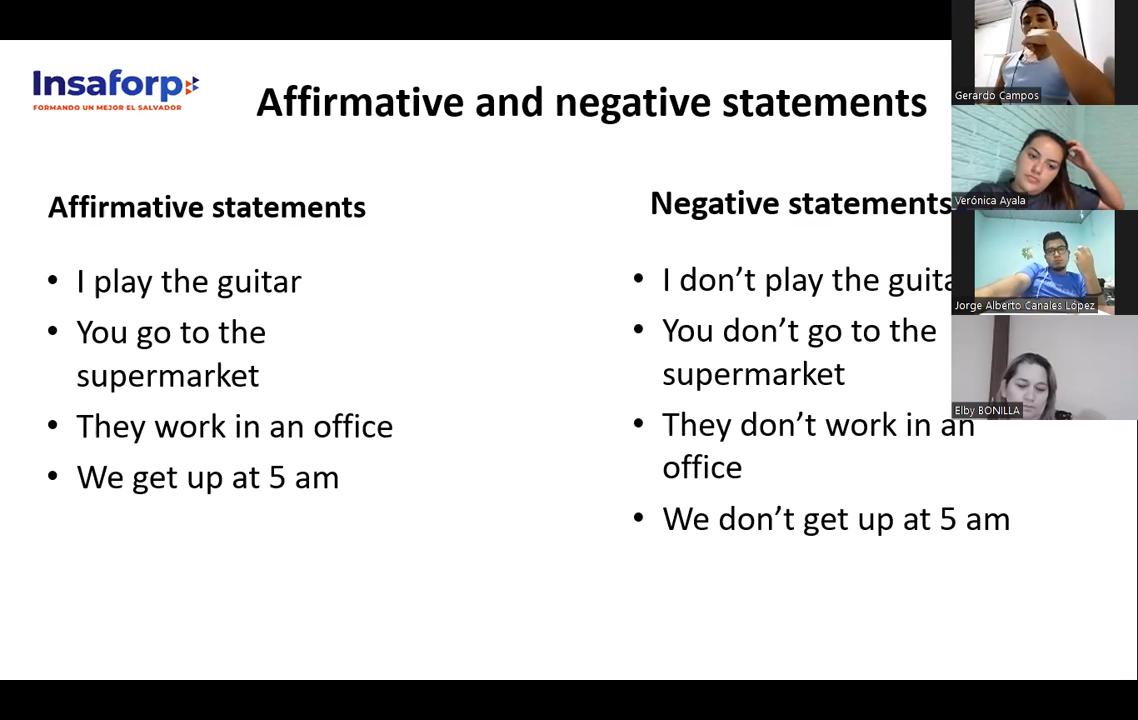 Insaforp
FORMANDO UN MEJOR EL SALVADOR
Affirmative and negative statements
Affirmative statements
• I play the guitar
• You go to the
supermarket
• They work in an office
• We get up at 5 am
Negative statements
• I don’t play the
• You don’t go to the
supermarket
• They don’t work in an
office
• We don’t get up at 5 am
Gerardo Campos
Verónica Ayala
Jorge Alberto Canales López
Elby BONILLA